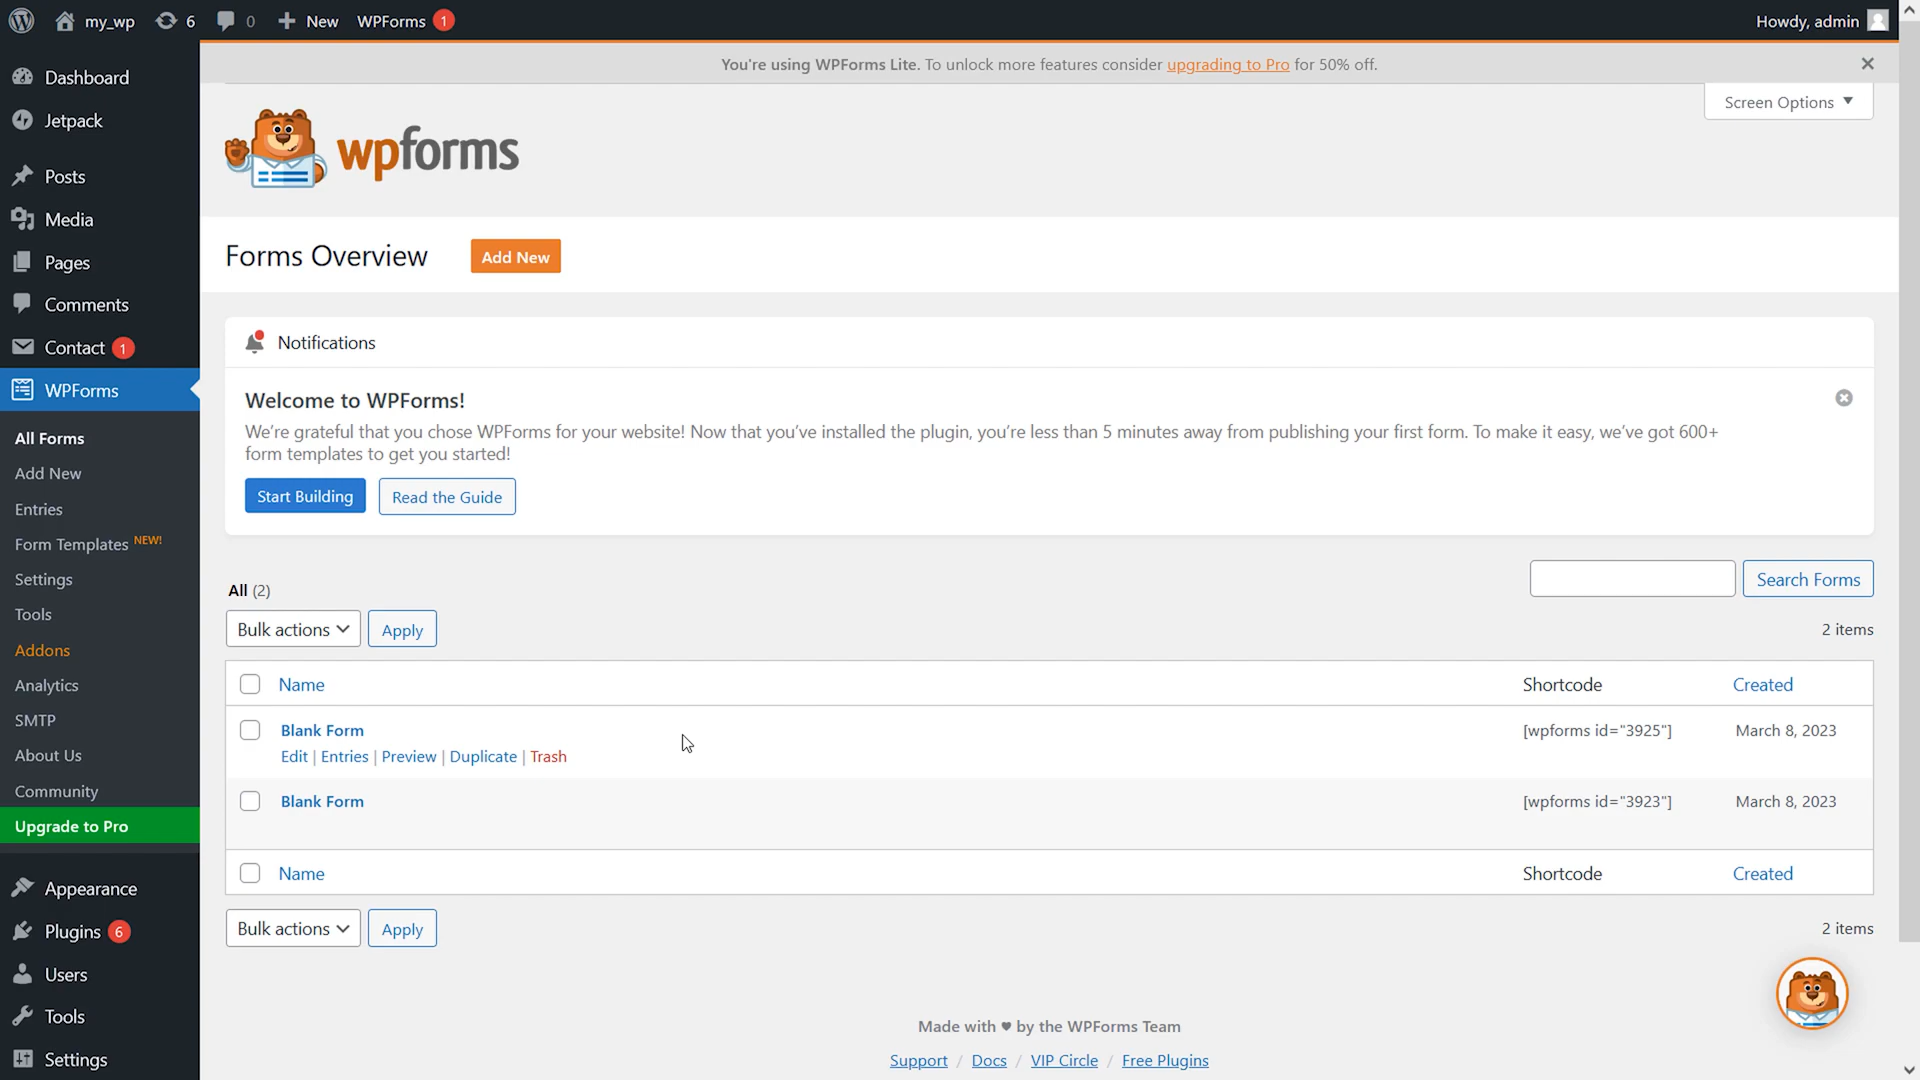 my_wp 6 0 New WPForms 1 Howdy, admin
You're using WPForms Lite. To unlock more features consider upgrading to Pro for 50% off.
Screen Options
Dashboard
Jetpack
Posts
Media
Pages
Comments
Contact 1
WPForms
All Forms
Add New
Entries
Form Templates NEW!
Settings
Tools
Addons
Analytics
SMTP
About Us
Community
Upgrade to Pro
Appearance
Plugins 6
Users
Tools
Settings
wpforms
Forms Overview Add New
Notifications
Welcome to WPForms!
We're grateful that you chose WPForms for your website! Now that you've installed the plugin, you're less than 5 minutes away from publishing your first form. To make it easy, we've got 600+
form templates to get you started!
Start Building Read the Guide
All (2) Search Forms
Bulk actions Apply 2 items
Name Shortcode Created
Blank Form [wpforms id="3925"] March 8, 2023
Edit | Entries | Preview | Duplicate | Trash
Blank Form [wpforms id="3923"] March 8, 2023
Name Shortcode Created
Bulk actions Apply 2 items
Made with ♥ by the WPForms Team
Support / Docs / VIP Circle / Free Plugins